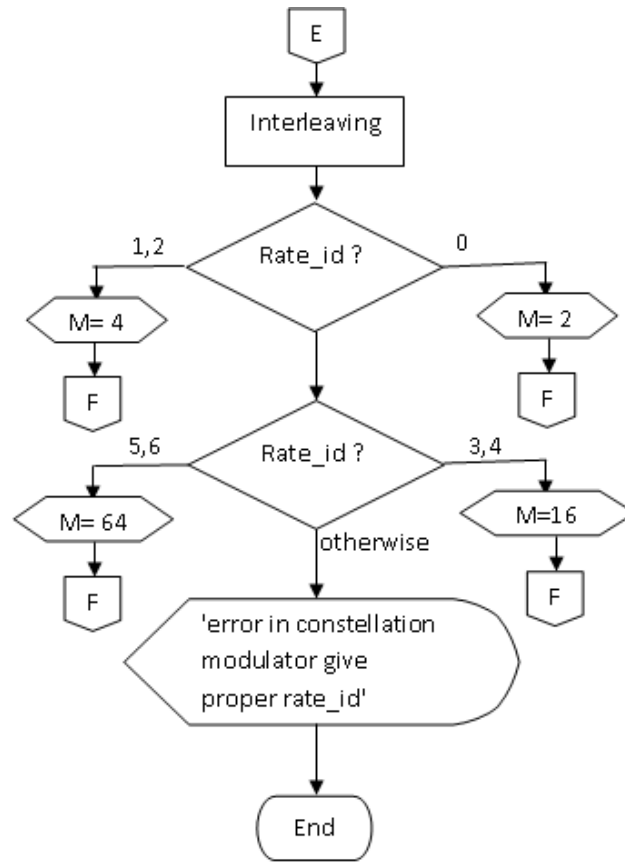 E
Interleaving
Rate_id ?
1,2
0
M= 4
M= 2
F
F
Rate_id ?
5,6
3,4
M= 64
M=16
F
F
otherwise
'error in constellation
modulator give
proper rate_id'
End